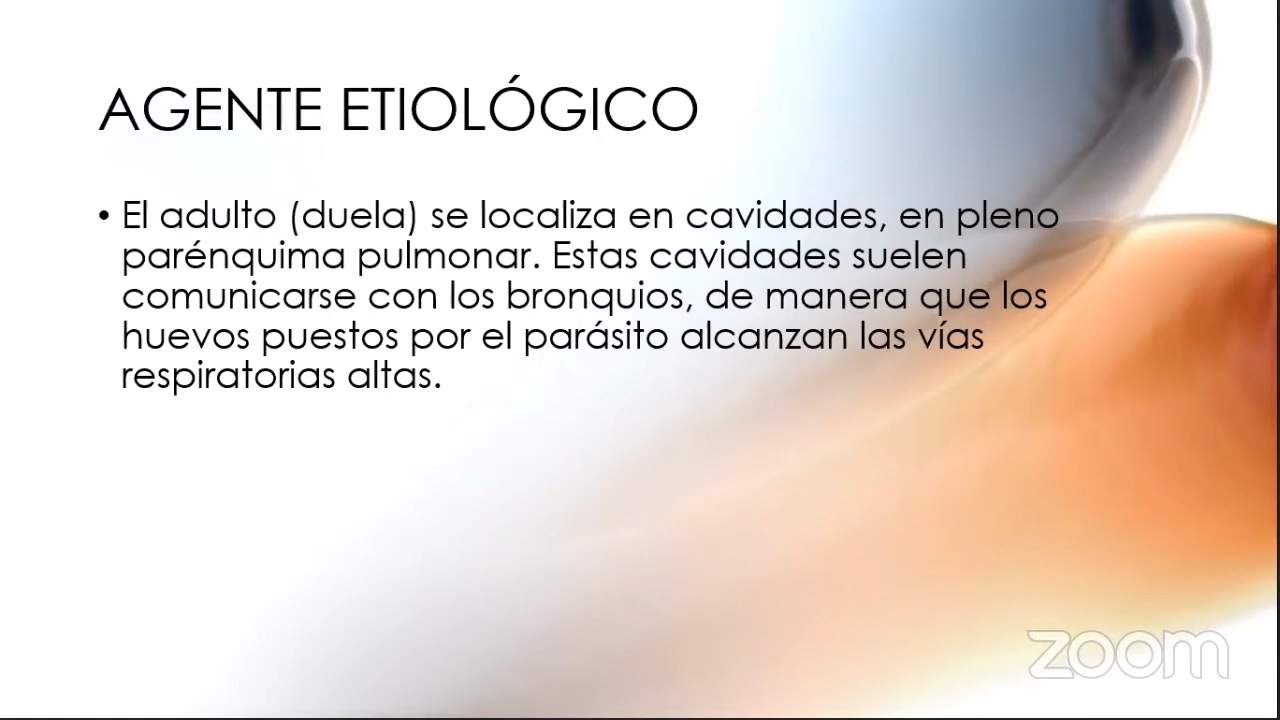 AGENTE ETIOLÓGICO
• El adulto (duela) se localiza en cavidades, en pleno
parénquima pulmonar. Estas cavidades suelen
comunicarse con los bronquios, de manera que los
huevos puestos por el parásito alcanzan las vías
respiratorias altas.
zoom